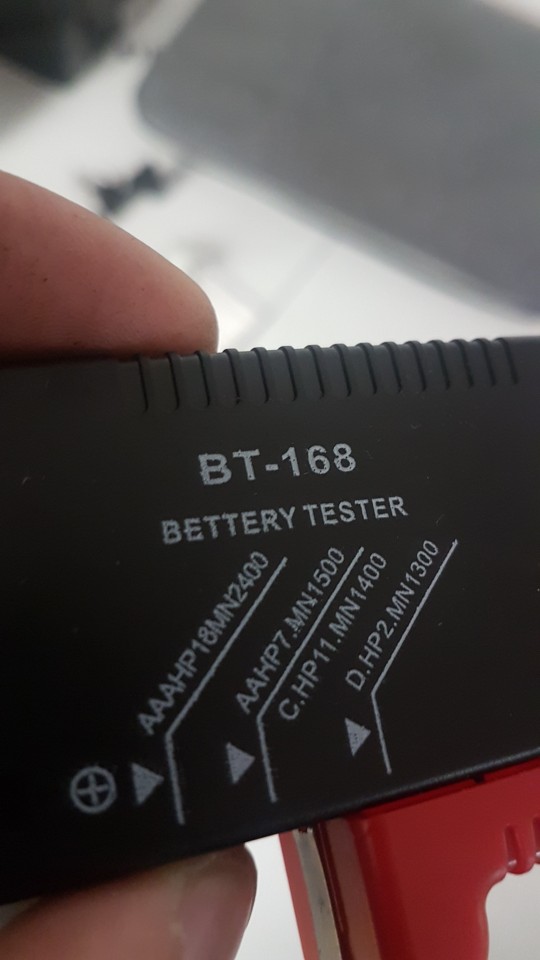 BT-168
BETTERY TESTER
AAAHP18MN2400
AAHP7.MN1500
C.HP11.MN1400
D.HP2.MN1300